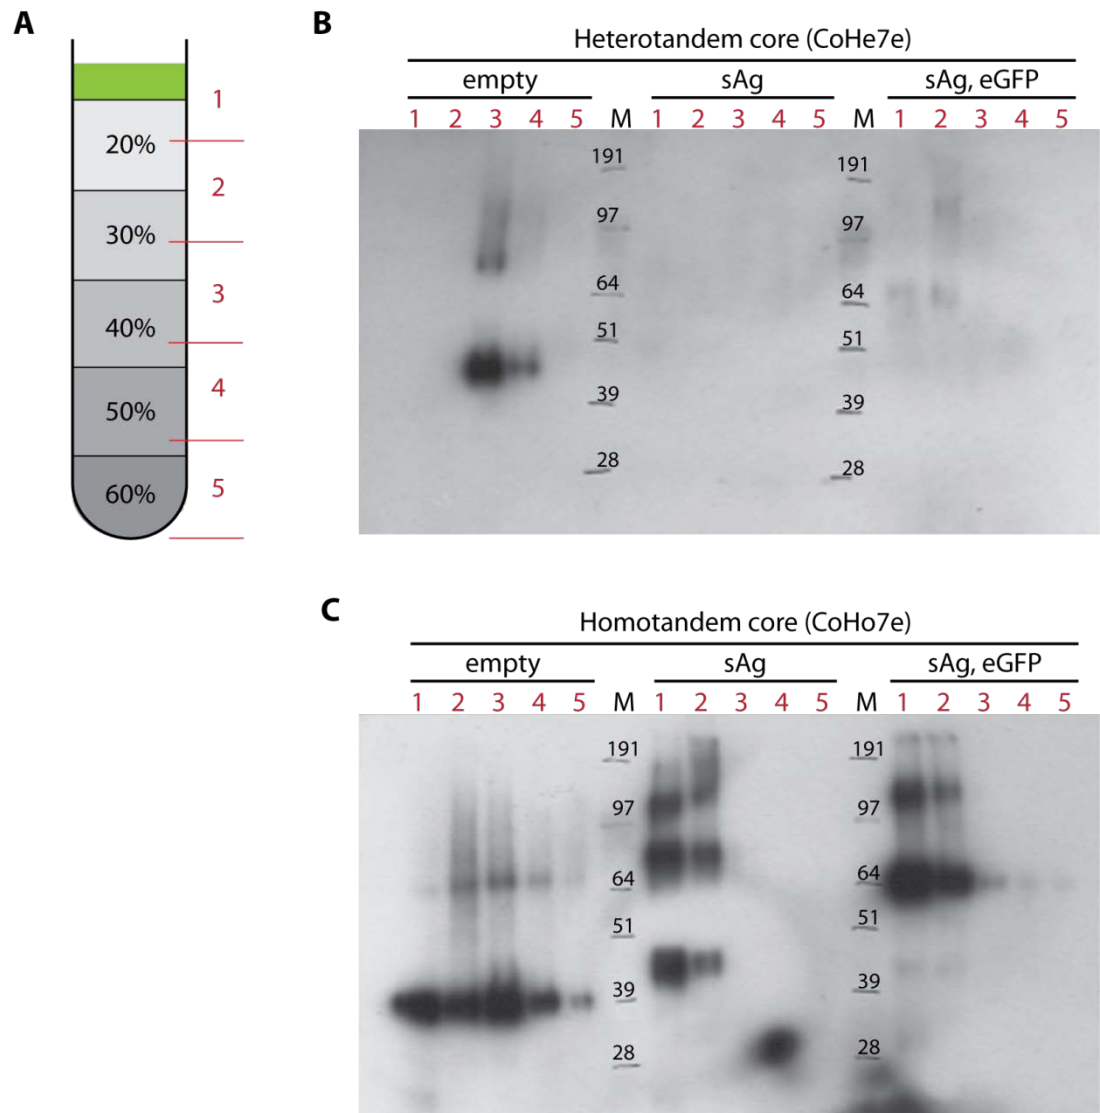 A
1
20%
2
30%
3
40%
4
50%
5
60%
B
Heterotandem core (CoHe7e)
empty sAg sAg, eGFP
1 2 3 4 5 M 1 2 3 4 5 M 1 2 3 4 5
191 191
97 97
64 64
51 51
39 39
28 28
C
Homotandem core (CoHo7e)
empty sAg sAg, eGFP
1 2 3 4 5 M 1 2 3 4 5 M 1 2 3 4 5
191 191
97 97
64 64
51 51
39 39
28 28